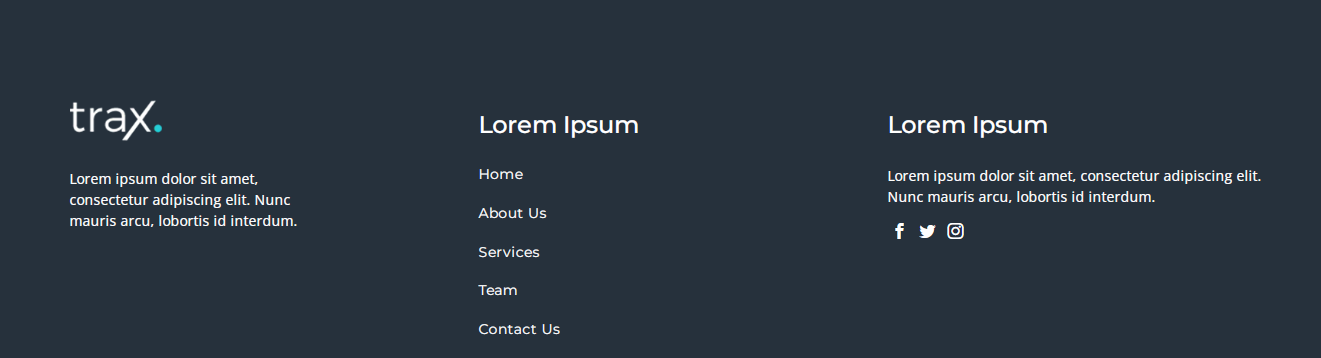 trax.
Lorem ipsum dolor sit amet,
consectetur adipiscing elit. Nunc
mauris arcu, lobortis id interdum.
Lorem Ipsum
Home
About Us
Services
Team
Contact Us
Lorem Ipsum
Lorem ipsum dolor sit amet, consectetur adipiscing elit.
Nunc mauris arcu, lobortis id interdum.